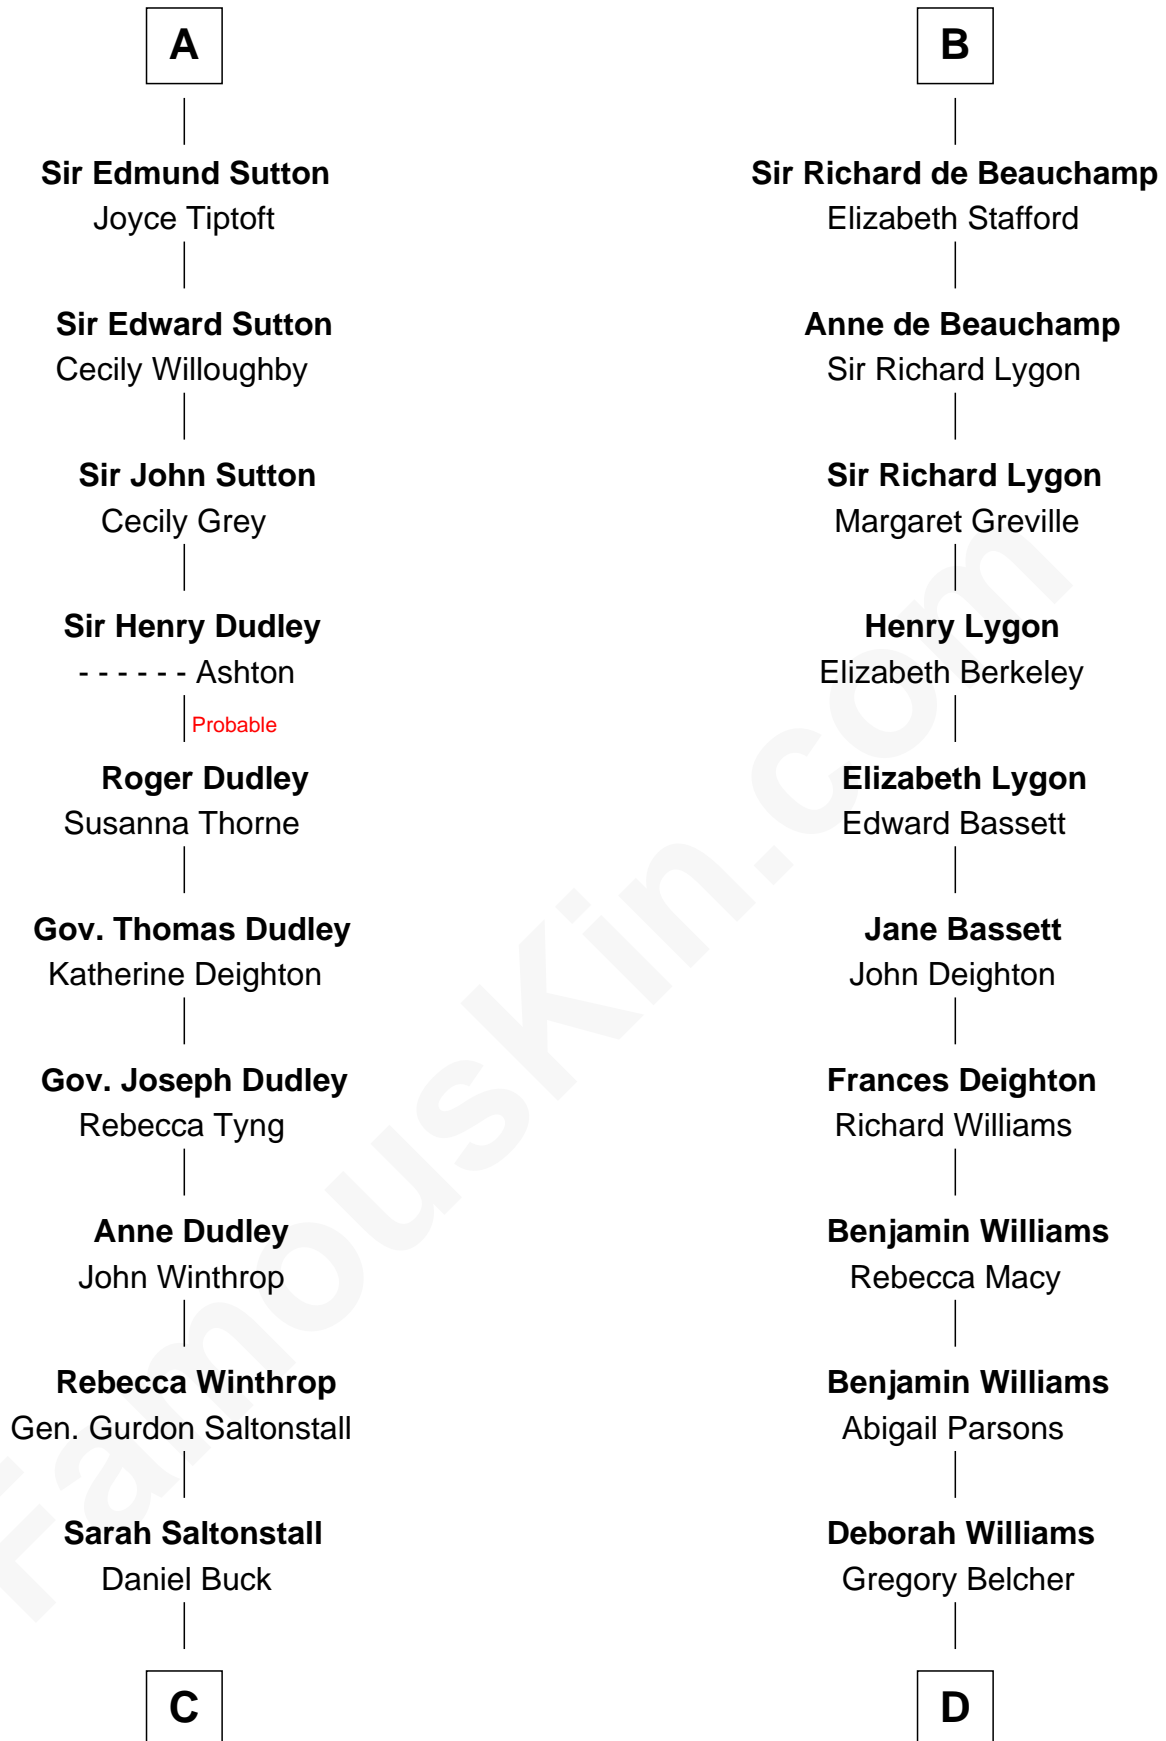 A
Sir Edmund Sutton
Joyce Tiptoft
Sir Edward Sutton
Cecily Willoughby
Sir John Sutton
Cecily Grey
Sir Henry Dudley
- - - - - - Ashton
Probable
Roger Dudley
Susanna Thorne
Gov. Thomas Dudley
Katherine Deighton
Gov. Joseph Dudley
Rebecca Tyng
Anne Dudley
John Winthrop
Rebecca Winthrop
Gen. Gurdon Saltonstall
Sarah Saltonstall
Daniel Buck
C
B
Sir Richard de Beauchamp
Elizabeth Stafford
Anne de Beauchamp
Sir Richard Lygon
Sir Richard Lygon
Margaret Greville
Henry Lygon
Elizabeth Berkeley
Elizabeth Lygon
Edward Bassett
Jane Bassett
John Deighton
Frances Deighton
Richard Williams
Benjamin Williams
Rebecca Macy
Benjamin Williams
Abigail Parsons
Deborah Williams
Gregory Belcher
D
FamousKin.com